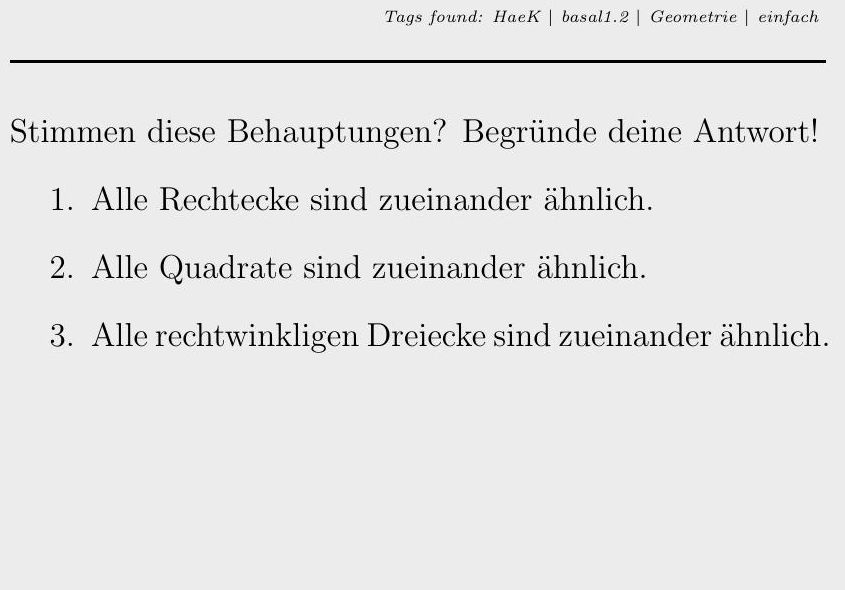 Tags found: HaeK | basal1.2 | Geometrie | einfach
Stimmen diese Behauptungen? Begründe deine Antwort!
1. Alle Rechtecke sind zueinander ähnlich.
2. Alle Quadrate sind zueinander ähnlich.
3. Alle rechtwinkligen Dreiecke sind zueinander ähnlich.